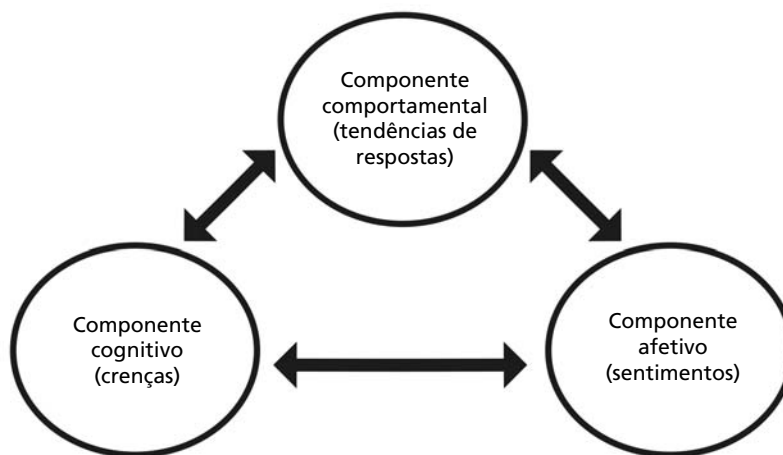 Componente
comportamental
(tendências de
respostas)
Componente
cognitivo
(crenças)
Componente
afetivo
(sentimentos)